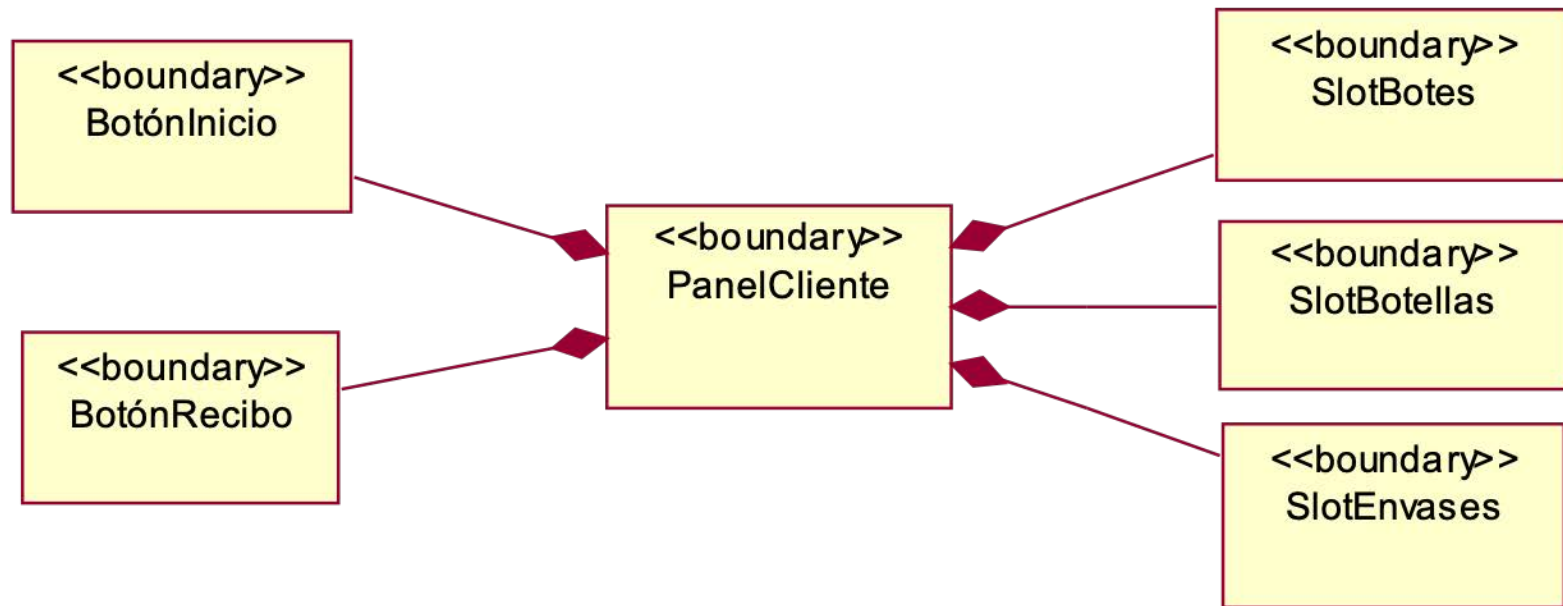 <<boundary>>
BotónInicio
<<boundary>>
BotónRecibo
<<boundary>>
PanelCliente
<<boundary>>
SlotBotes
<<boundary>>
SlotBotellas
<<boundary>>
SlotEnvases